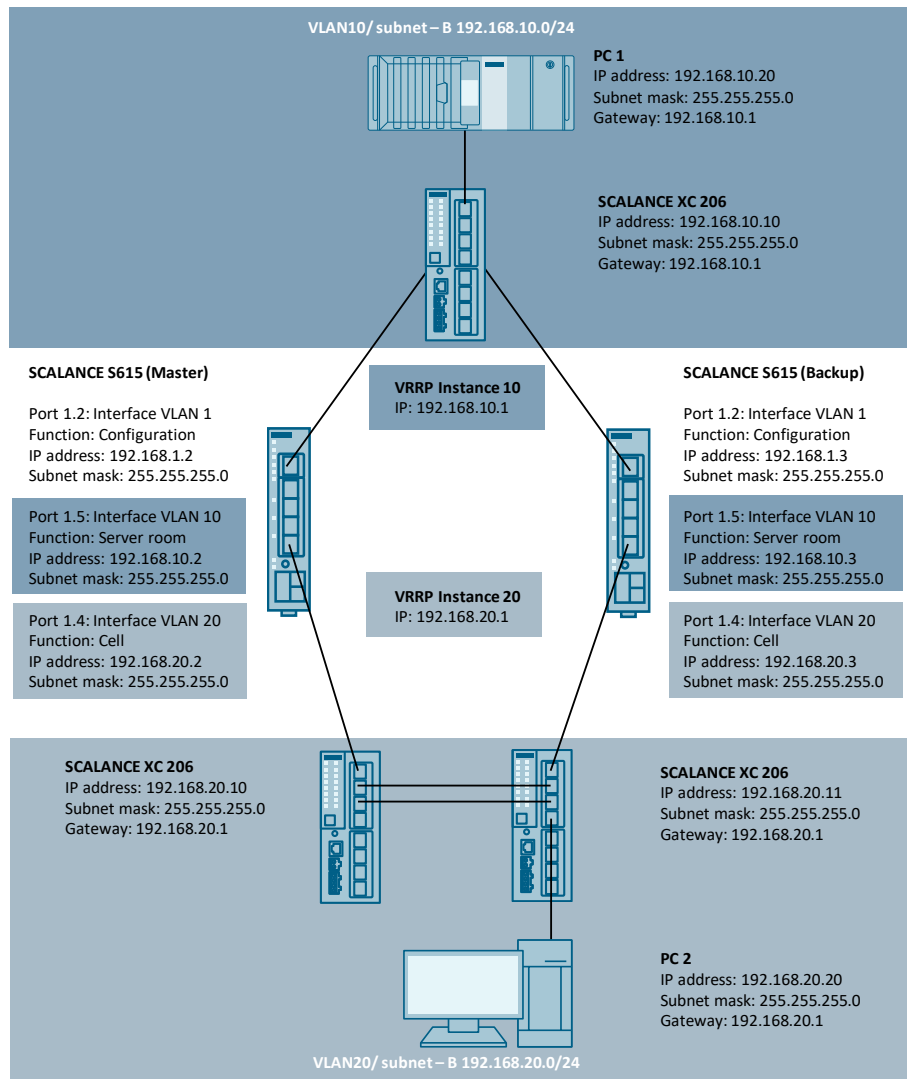 VLAN10/ subnet – B 192.168.10.0/24
PC 1
IP address: 192.168.10.20
Subnet mask: 255.255.255.0
Gateway: 192.168.10.1
SCALANCE XC 206
IP address: 192.168.10.10
Subnet mask: 255.255.255.0
Gateway: 192.168.10.1
SCALANCE S615 (Master)
Port 1.2: Interface VLAN 1
Function: Configuration
IP address: 192.168.1.2
Subnet mask: 255.255.255.0
Port 1.5: Interface VLAN 10
Function: Server room
IP address: 192.168.10.2
Subnet mask: 255.255.255.0
Port 1.4: Interface VLAN 20
Function: Cell
IP address: 192.168.20.2
Subnet mask: 255.255.255.0
VRRP Instance 10
IP: 192.168.10.1
VRRP Instance 20
IP: 192.168.20.1
SCALANCE S615 (Backup)
Port 1.2: Interface VLAN 1
Function: Configuration
IP address: 192.168.1.3
Subnet mask: 255.255.255.0
Port 1.5: Interface VLAN 10
Function: Server room
IP address: 192.168.10.3
Subnet mask: 255.255.255.0
Port 1.4: Interface VLAN 20
Function: Cell
IP address: 192.168.20.3
Subnet mask: 255.255.255.0
SCALANCE XC 206
IP address: 192.168.20.10
Subnet mask: 255.255.255.0
Gateway: 192.168.20.1
SCALANCE XC 206
IP address: 192.168.20.11
Subnet mask: 255.255.255.0
Gateway: 192.168.20.1
PC 2
IP address: 192.168.20.20
Subnet mask: 255.255.255.0
Gateway: 192.168.20.1
VLAN20/ subnet – B 192.168.20.0/24